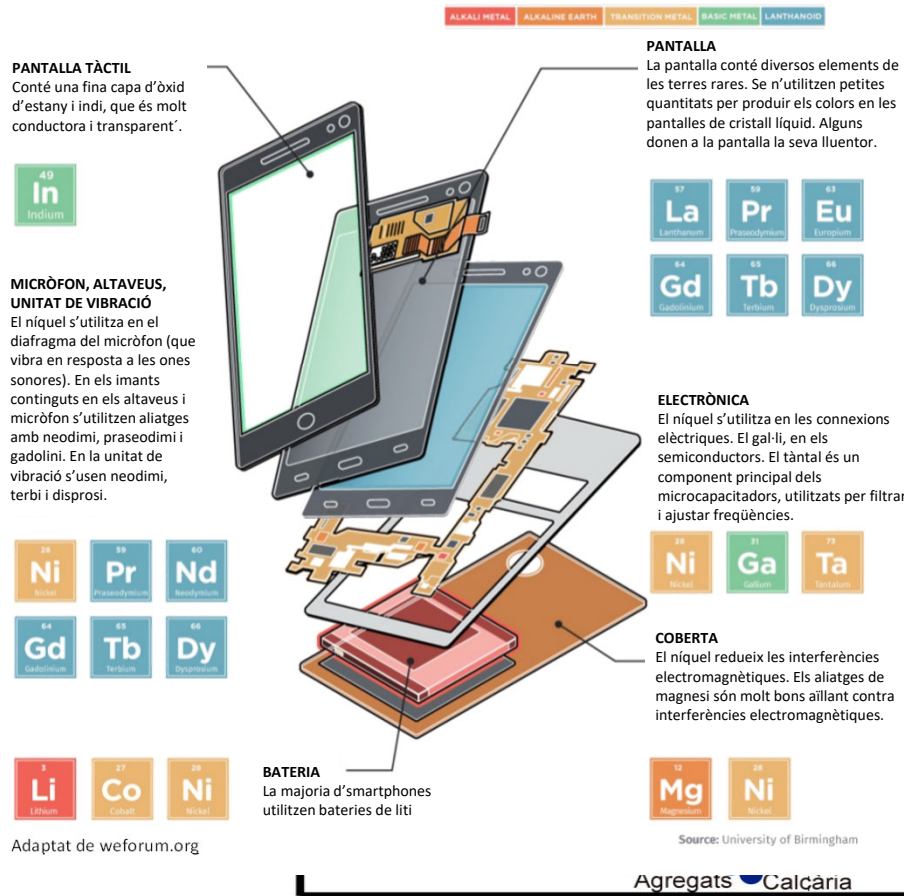 ALKALI METAL ALKALINE EARTH TRANSITION METAL BASIC METAL LANTHANOID
PANTALLA TÀCTIL
Conté una fina capa d'òxid
d'estany i indi, que és molt
conductora i transparent´.
49
In
Indium
PANTALLA
La pantalla conté diversos elements de
les terres rares. Se n'utilitzen petites
quantitats per produir els colors en les
pantalles de cristall líquid. Alguns
donen a la pantalla la seva lluentor.
57 59 63
La Pr Eu
Lanthanum Praseodymium Europium
64 65 66
Gd Tb Dy
Gadolinium Terbium Dysprosium
MICRÒFON, ALTAVEUS,
UNITAT DE VIBRACIÓ
El níquel s'utilitza en el
diafragma del micròfon (que
vibra en resposta a les ones
sonores). En els imants
continguts en els altaveus i
micròfon s'utilitzen aliatges
amb neodimi, praseodimi i
gadolini. En la unitat de
vibració s'usen neodimi,
terbi i disprosi.
28 59 60
Ni Pr Nd
Nickel Praseodymium Neodymium
64 65 66
Gd Tb Dy
Gadolinium Terbium Dysprosium
ELECTRÒNICA
El níquel s'utilitza en les connexions
elèctriques. El gal·li, en els
semiconductors. El tàntal és un
component principal dels
microcapacitadors, utilitzats per filtrar
i ajustar freqüències.
28 31 73
Ni Ga Ta
Nickel Gallium Tantalum
COBERTA
El níquel redueix les interferències
electromagnètiques. Els aliatges de
magnesi són molt bons aïllant contra
interferències electromagnètiques.
12 28
Mg Ni
Magnesium Nickel
BATERIA
La majoria d'smartphones
utilitzen bateries de liti
3 27 28
Li Co Ni
Lithium Cobalt Nickel
Adaptat de weforum.org
Source: University of Birmingham
Agregats Calcària